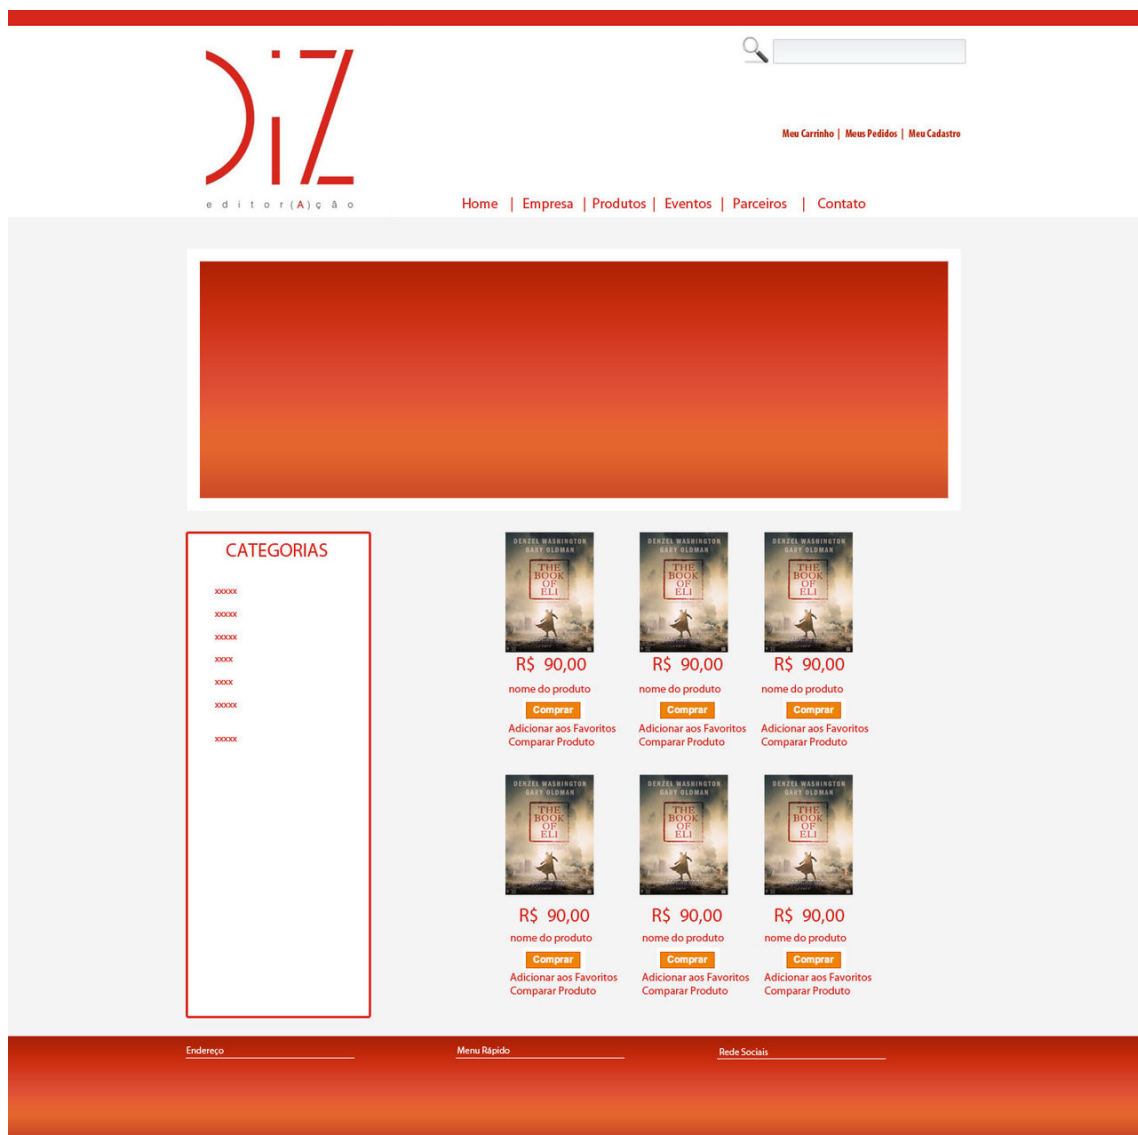 DiZ
editor(A)ção
Meu Carrinho | Meus Pedidos | Meu Cadastro
Home | Empresa | Produtos | Eventos | Parceiros | Contato
CATEGORIAS
xxxxx
xxxxx
xxxxx
xxxx
xxxx
xxxxx
xxxxx
DENZEL WASHINGTON
GARY OLDMAN
THE
BOOK
OF
ELI
R$ 90,00
nome do produto
Comprar
Adicionar aos Favoritos
Comparar Produto
DENZEL WASHINGTON
GARY OLDMAN
THE
BOOK
OF
ELI
R$ 90,00
nome do produto
Comprar
Adicionar aos Favoritos
Comparar Produto
DENZEL WASHINGTON
GARY OLDMAN
THE
BOOK
OF
ELI
R$ 90,00
nome do produto
Comprar
Adicionar aos Favoritos
Comparar Produto
DENZEL WASHINGTON
GARY OLDMAN
THE
BOOK
OF
ELI
R$ 90,00
nome do produto
Comprar
Adicionar aos Favoritos
Comparar Produto
DENZEL WASHINGTON
GARY OLDMAN
THE
BOOK
OF
ELI
R$ 90,00
nome do produto
Comprar
Adicionar aos Favoritos
Comparar Produto
DENZEL WASHINGTON
GARY OLDMAN
THE
BOOK
OF
ELI
R$ 90,00
nome do produto
Comprar
Adicionar aos Favoritos
Comparar Produto
Endereço
Menu Rápido
Rede Sociais